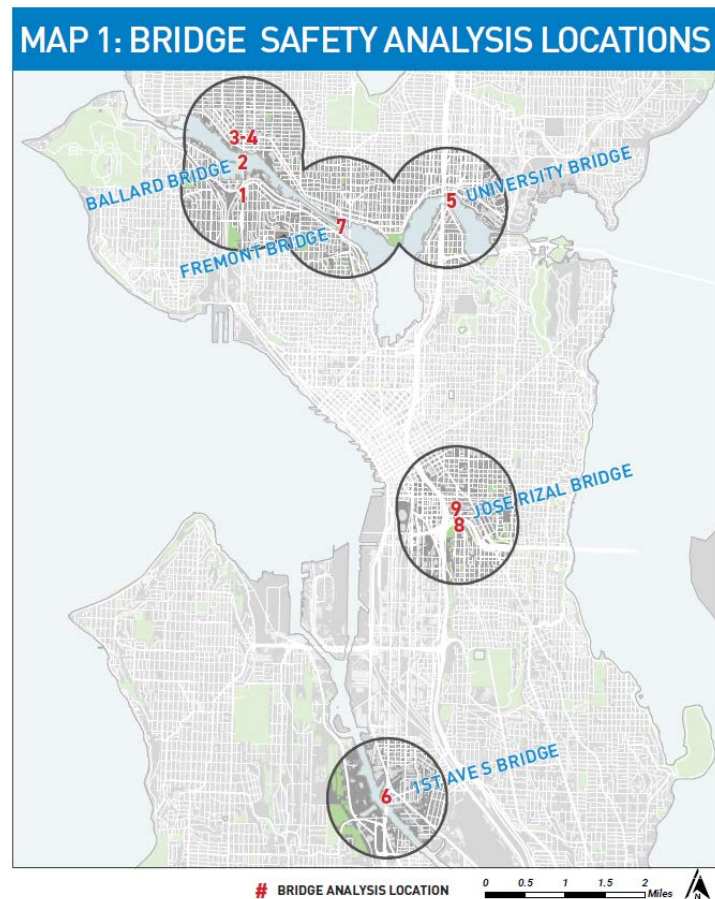 MAP 1: BRIDGE SAFETY ANALYSIS LOCATIONS
3-4
2
BALLARD BRIDGE
1
5
UNIVERSITY BRIDGE
7
FREMONT BRIDGE
9
JOSE RIZAL BRIDGE
8
1ST AVE S BRIDGE
6
# BRIDGE ANALYSIS LOCATION
0 0.5 1 1.5 2
Miles
N